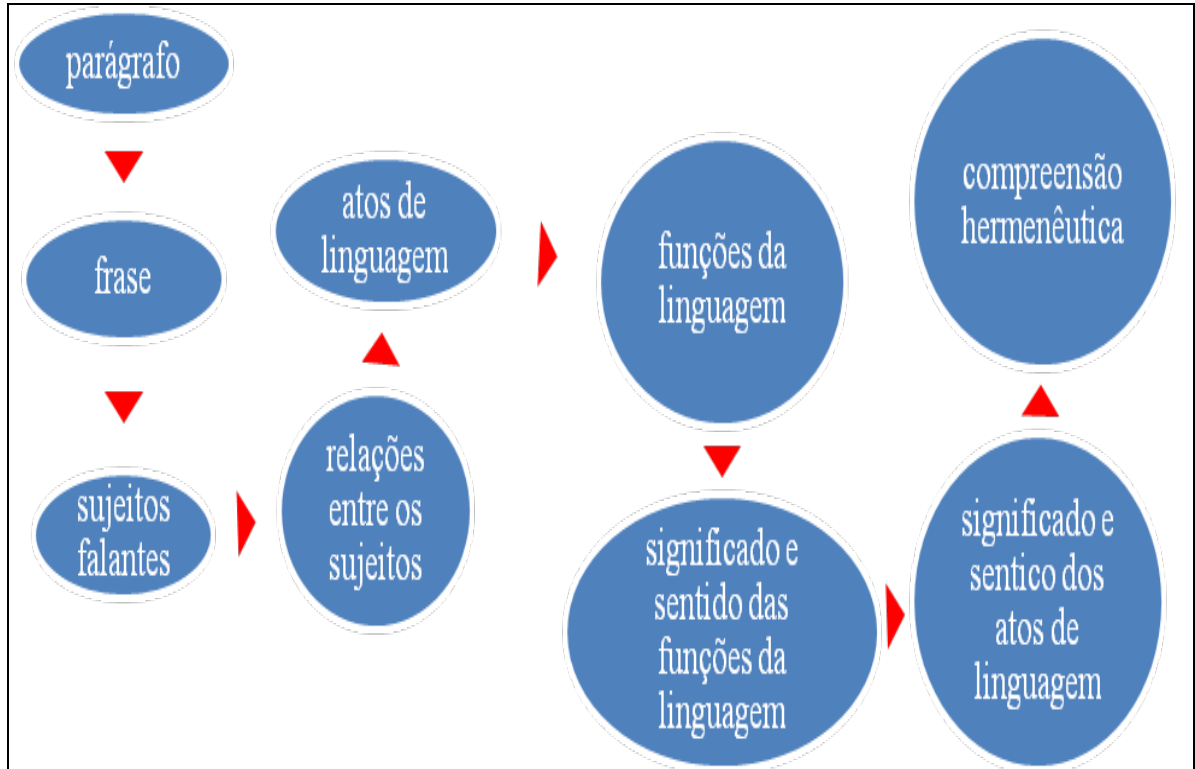 parágrafo
frase
sujeitos
falantes
relações
entre os
sujeitos
atos de
linguagem
funções da
linguagem
significado e
sentido das
funções da
linguagem
significado e
sentico dos
atos de
linguagem
compreensão
hermenêutica